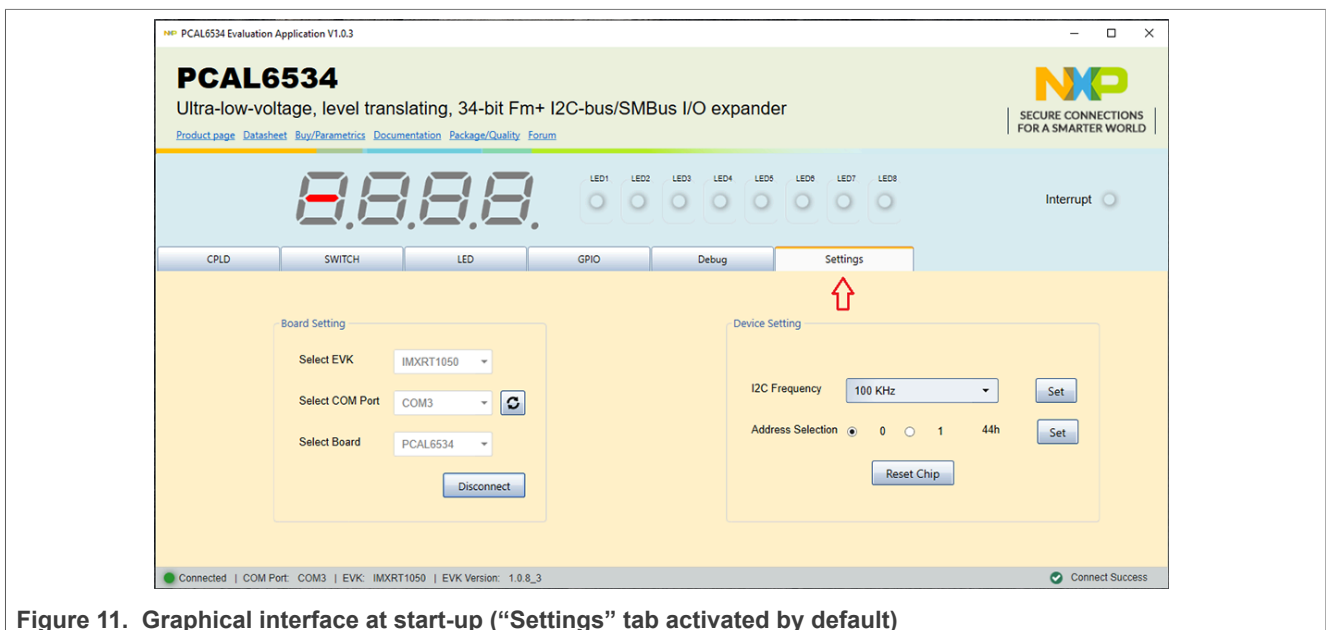 PCAL6534 Evaluation Application V1.0.3
PCAL6534
Ultra-low-voltage, level translating, 34-bit Fm+ I2C-bus/SMBus I/O expander
Product page Datasheet Buy/Parametrics Documentation Package/Quality Forum
NXP
SECURE CONNECTIONS
FOR A SMARTER WORLD
LED1 LED2 LED3 LED4 LED5 LED6 LED7 LED8
Interrupt
CPLD SWITCH LED GPIO Debug Settings
Board Setting
Select EVK IMXRT1050
Select COM Port COM3
Select Board PCAL6534
Disconnect
Device Setting
I2C Frequency 100 KHz Set
Address Selection 0 1 44h Set
Reset Chip
Connected | COM Port: COM3 | EVK: IMXRT1050 | EVK Version: 1.0.8_3
Connect Success
Figure 11. Graphical interface at start-up (“Settings” tab activated by default)